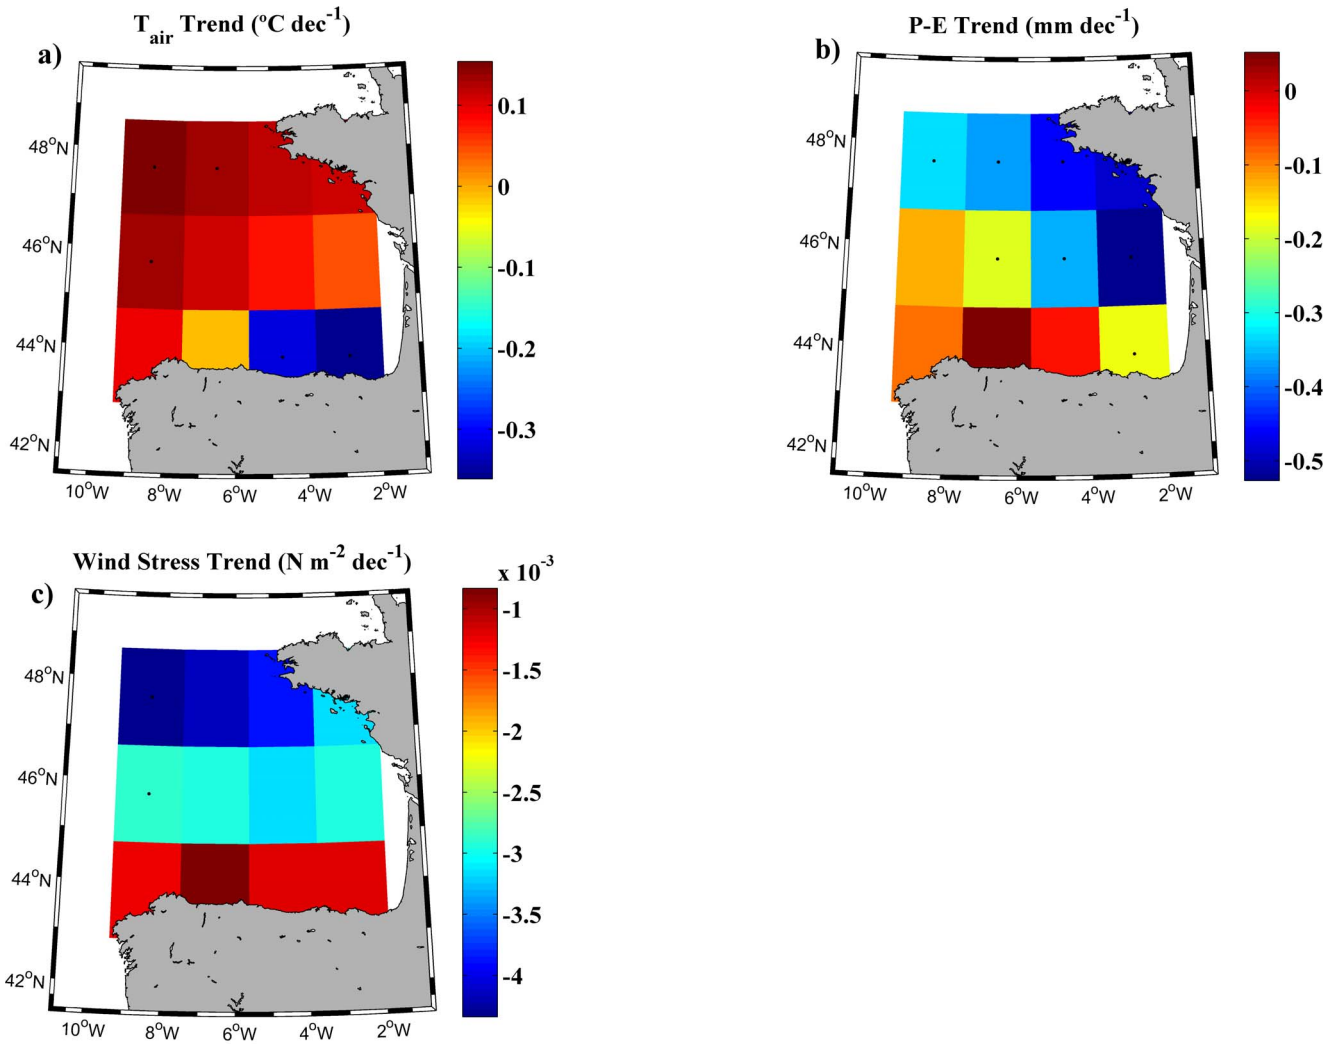 T_air Trend (ºC dec^-1)
a)
0.1
0
-0.1
-0.2
-0.3
48°N
46°N
44°N
42°N
10°W 8°W 6°W 4°W 2°W
P-E Trend (mm dec^-1)
b)
0
-0.1
-0.2
-0.3
-0.4
-0.5
48°N
46°N
44°N
42°N
10°W 8°W 6°W 4°W 2°W
Wind Stress Trend (N m^-2 dec^-1)
c)
x 10^-3
-1
-1.5
-2
-2.5
-3
-3.5
-4
48°N
46°N
44°N
42°N
10°W 8°W 6°W 4°W 2°W